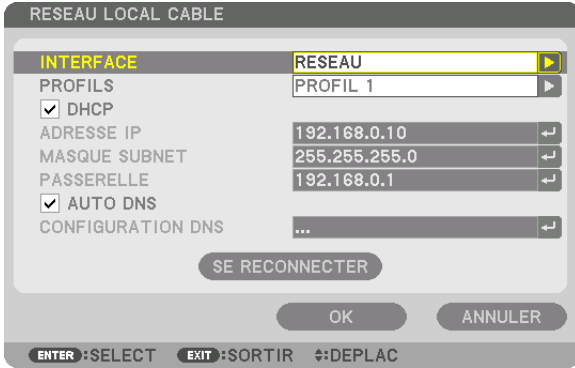 RESEAU LOCAL CABLE
INTERFACE RESEAU
PROFILS PROFIL 1
DHCP
ADRESSE IP 192.168.0.10
MASQUE SUBNET 255.255.255.0
PASSERELLE 192.168.0.1
AUTO DNS
CONFIGURATION DNS ...
SE RECONNECTER
OK ANNULER
ENTER :SELECT EXIT :SORTIR :DEPLAC